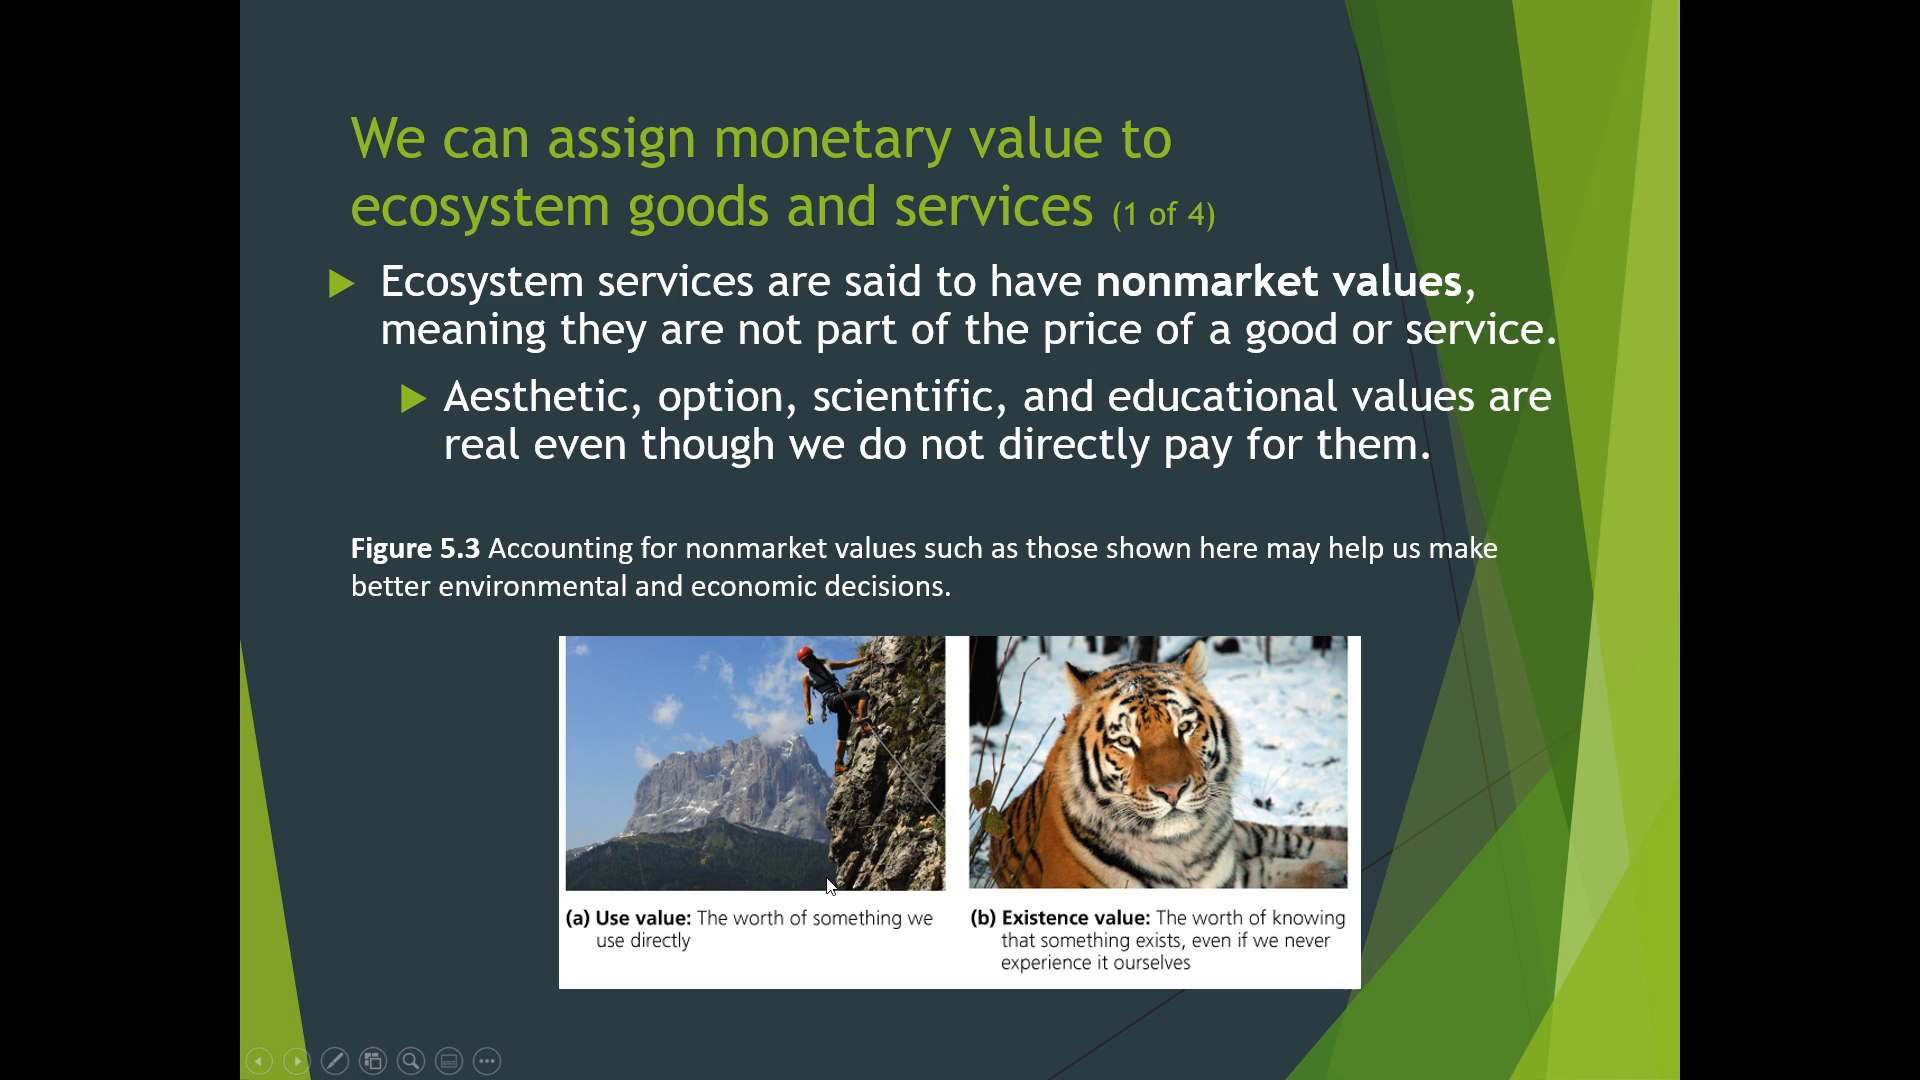 We can assign monetary value to
ecosystem goods and services (1 of 4)
Ecosystem services are said to have nonmarket values,
meaning they are not part of the price of a good or service.
Aesthetic, option, scientific, and educational values are
real even though we do not directly pay for them.
Figure 5.3 Accounting for nonmarket values such as those shown here may help us make
better environmental and economic decisions.
(a) Use value: The worth of something we
use directly
(b) Existence value: The worth of knowing
that something exists, even if we never
experience it ourselves